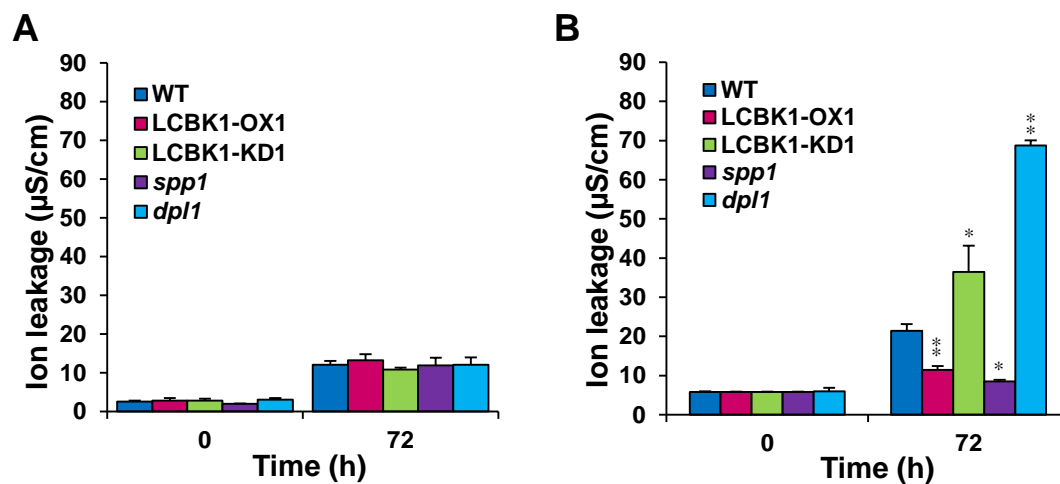 A
Ion leakage (µS/cm)
90
80
70
60
50
40
30
20
10
0
WT
LCBK1-OX1
LCBK1-KD1
spp1
dpl1
0
72
Time (h)
B
Ion leakage (µS/cm)
90
80
70
60
50
40
30
20
10
0
WT
LCBK1-OX1
LCBK1-KD1
spp1
dpl1
**
*
*
**
0
72
Time (h)